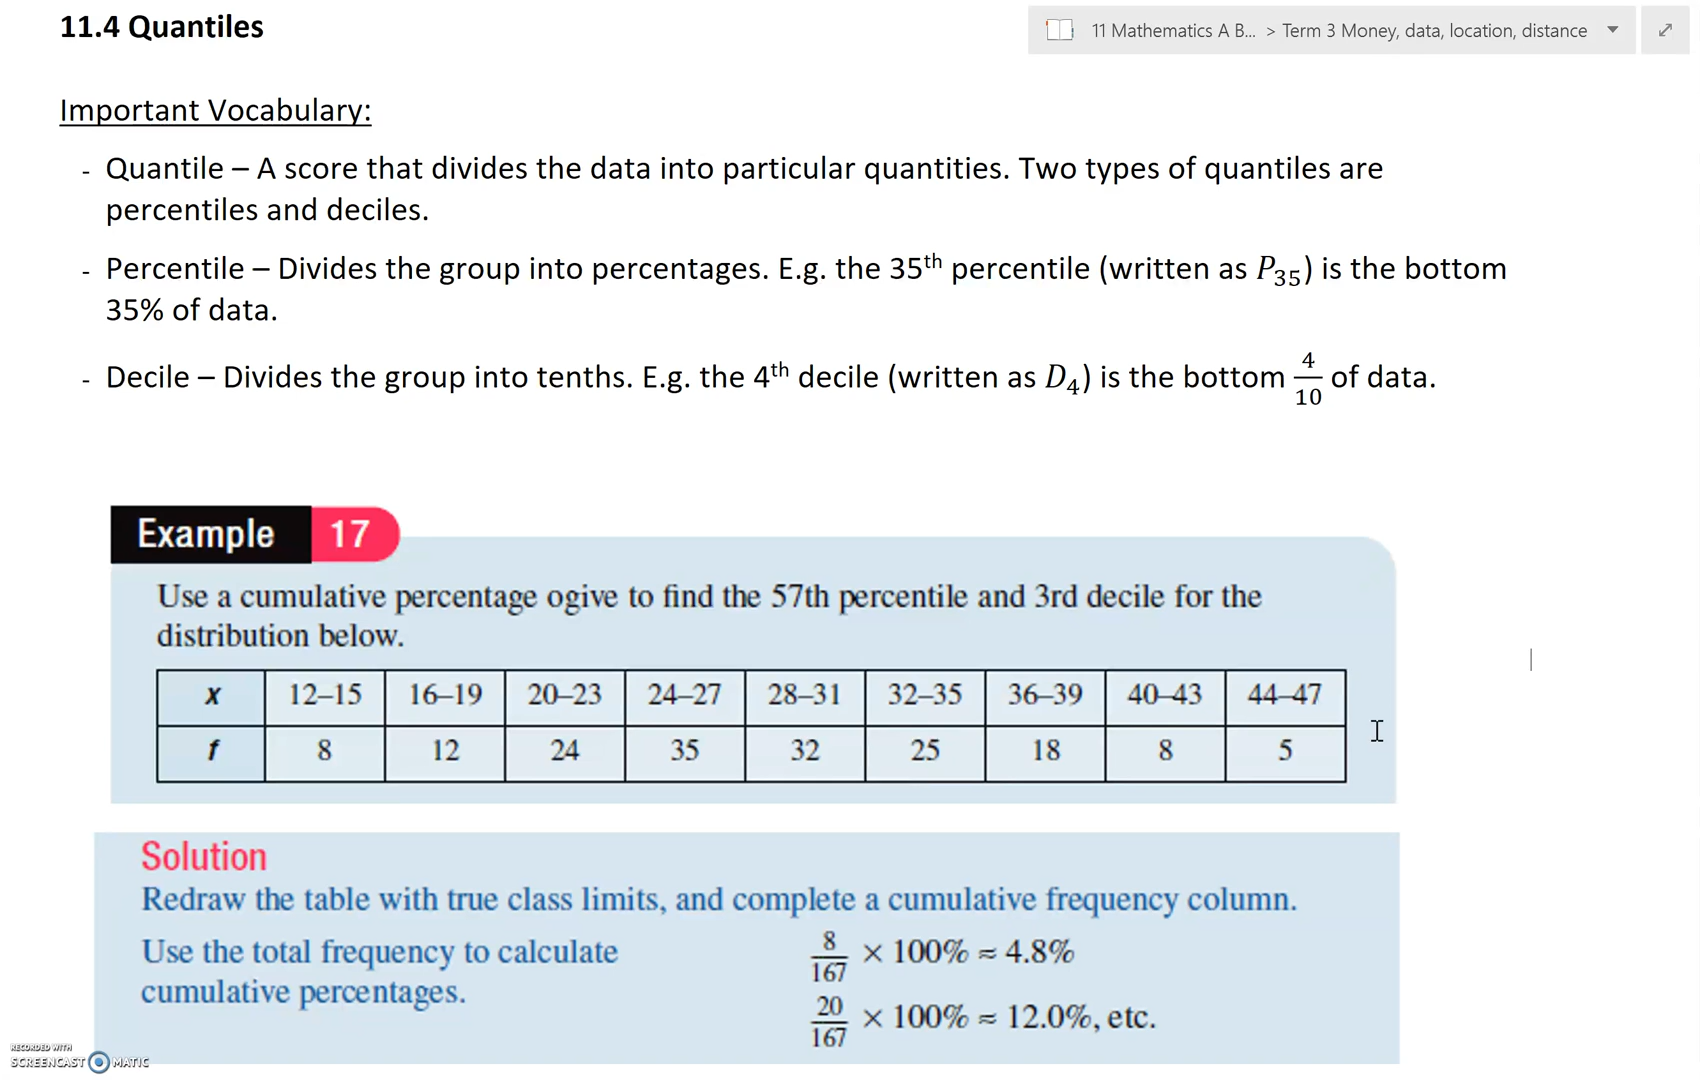 11.4 Quantiles
11 Mathematics A B... > Term 3 Money, data, location, distance
Important Vocabulary:
- Quantile – A score that divides the data into particular quantities. Two types of quantiles are
percentiles and deciles.
- Percentile – Divides the group into percentages. E.g. the 35th percentile (written as P35) is the bottom
35% of data.
- Decile – Divides the group into tenths. E.g. the 4th decile (written as D4) is the bottom 4/10 of data.
Example 17
Use a cumulative percentage ogive to find the 57th percentile and 3rd decile for the
distribution below.
x 12–15 16–19 20–23 24–27 28–31 32–35 36–39 40–43 44–47
f 8 12 24 35 32 25 18 8 5
Solution
Redraw the table with true class limits, and complete a cumulative frequency column.
Use the total frequency to calculate
cumulative percentages.
8/167 × 100% ≈ 4.8%
20/167 × 100% ≈ 12.0%, etc.
RECORDED WITH
SCREENCAST MATIC